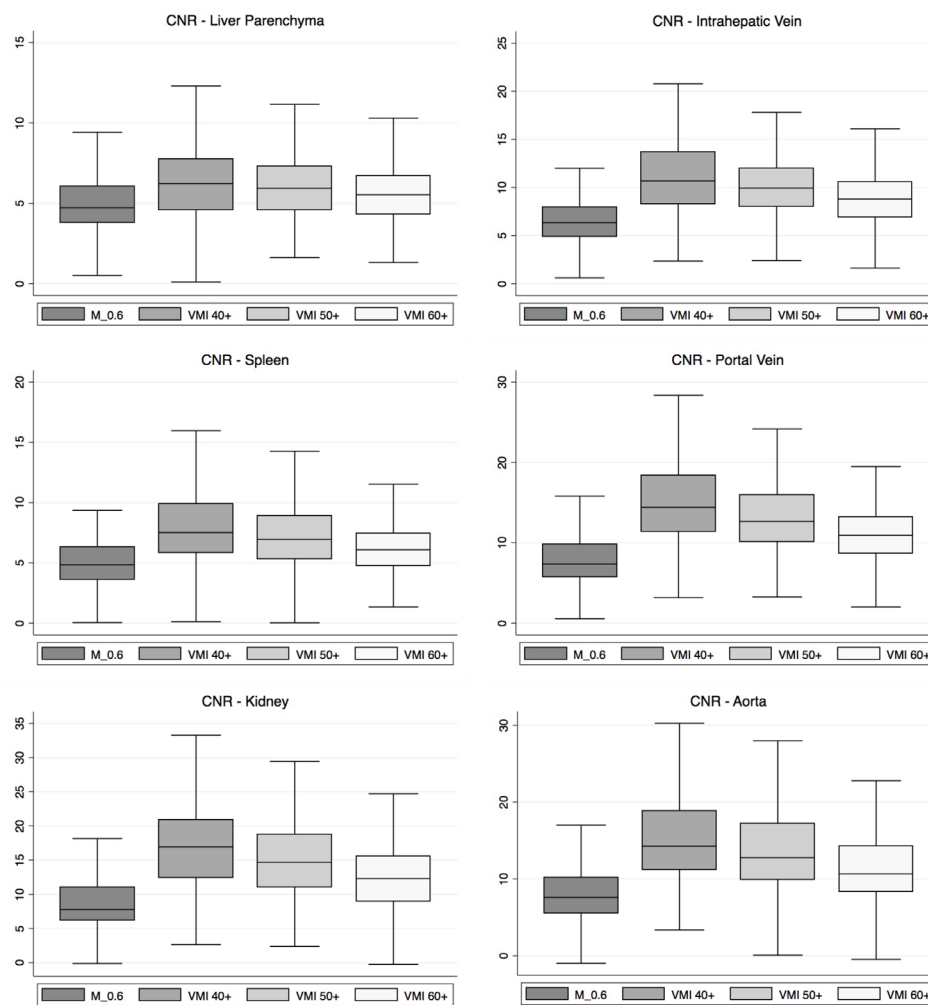 CNR - Liver Parenchyma
15
10
5
0
M_0.6 VMI 40+ VMI 50+ VMI 60+
CNR - Intrahepatic Vein
25
20
15
10
5
0
M_0.6 VMI 40+ VMI 50+ VMI 60+
CNR - Spleen
20
15
10
5
0
M_0.6 VMI 40+ VMI 50+ VMI 60+
CNR - Portal Vein
30
20
10
0
M_0.6 VMI 40+ VMI 50+ VMI 60+
CNR - Kidney
35
30
25
20
15
10
5
0
M_0.6 VMI 40+ VMI 50+ VMI 60+
CNR - Aorta
30
20
10
0
M_0.6 VMI 40+ VMI 50+ VMI 60+